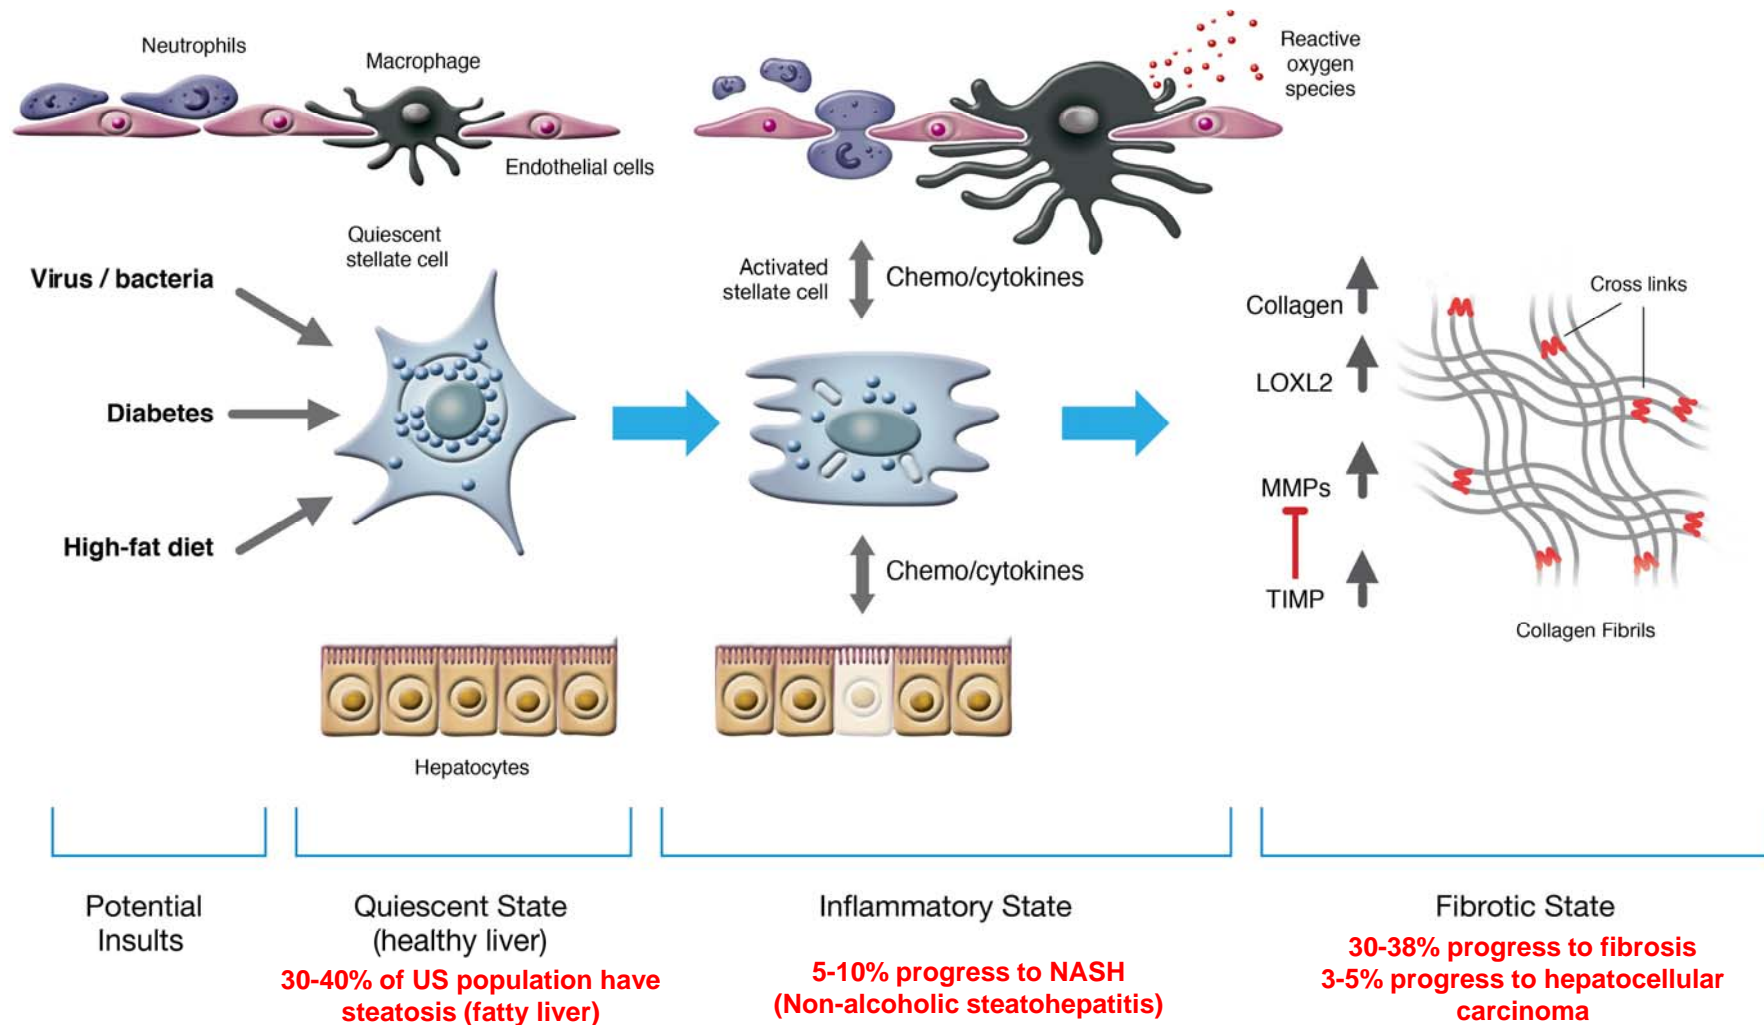 Neutrophils
Macrophage
Endothelial cells
Reactive
oxygen
species
Virus / bacteria
Diabetes
High-fat diet
Quiescent
stellate cell
Activated
stellate cell
Chemo/cytokines
Chemo/cytokines
Collagen
LOXL2
MMPs
TIMP
Cross links
Collagen Fibrils
Hepatocytes
Potential
Insults
Quiescent State
(healthy liver)
30-40% of US population have
steatosis (fatty liver)
Inflammatory State
5-10% progress to NASH
(Non-alcoholic steatohepatitis)
Fibrotic State
30-38% progress to fibrosis
3-5% progress to hepatocellular
carcinoma